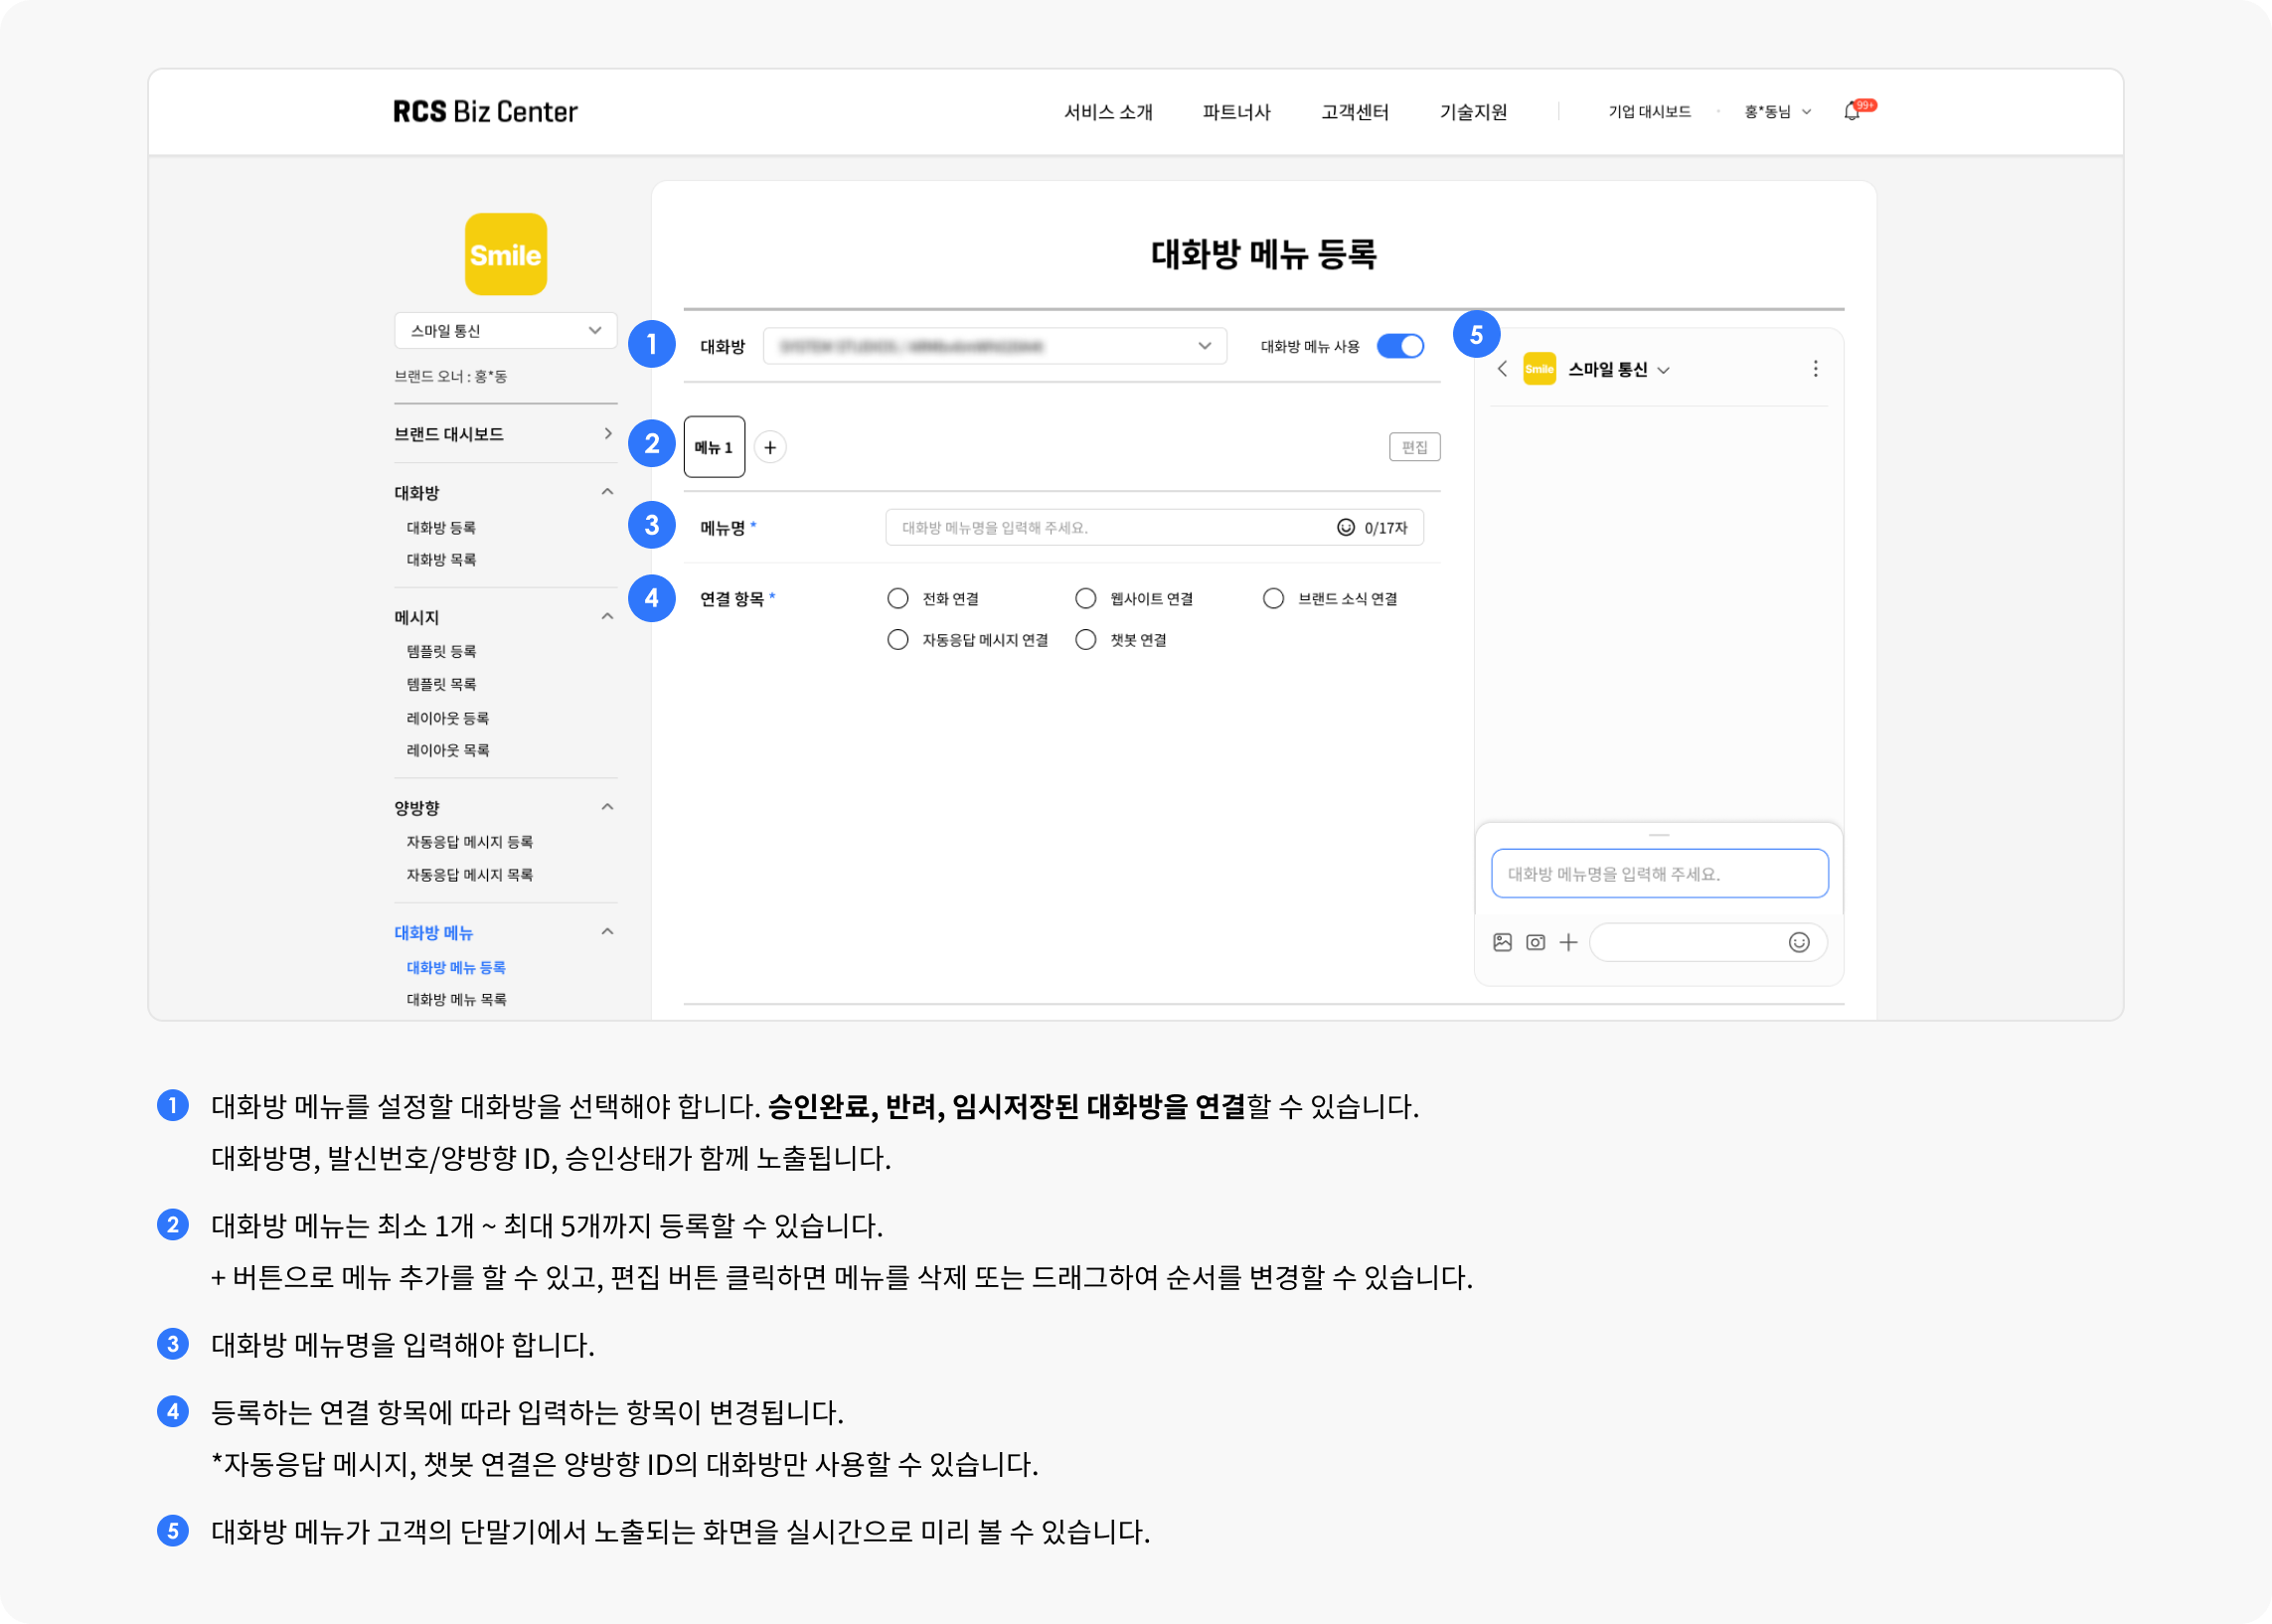 RCS Biz Center
서비스 소개 파트너사 고객센터 기술지원 기업 대시보드 홍*동님 99+
Smile
스마일 통신
브랜드 오너 : 홍*동
브랜드 대시보드
대화방
대화방 등록
대화방 목록
메시지
템플릿 등록
템플릿 목록
레이아웃 등록
레이아웃 목록
양방향
자동응답 메시지 등록
자동응답 메시지 목록
대화방 메뉴
대화방 메뉴 등록
대화방 메뉴 목록
대화방 메뉴 등록
1 대화방 대화방 메뉴 사용
2 메뉴 1 + 편집
3 메뉴명 * 대화방 메뉴명을 입력해 주세요. 0/17자
4 연결 항목 * 전화 연결 웹사이트 연결 브랜드 소식 연결
자동응답 메시지 연결 챗봇 연결
5
Smile 스마일 통신
대화방 메뉴명을 입력해 주세요.
1 대화방 메뉴를 설정할 대화방을 선택해야 합니다. 승인완료, 반려, 임시저장된 대화방을 연결할 수 있습니다.
대화방명, 발신번호/양방향 ID, 승인상태가 함께 노출됩니다.
2 대화방 메뉴는 최소 1개 ~ 최대 5개까지 등록할 수 있습니다.
+ 버튼으로 메뉴 추가를 할 수 있고, 편집 버튼 클릭하면 메뉴를 삭제 또는 드래그하여 순서를 변경할 수 있습니다.
3 대화방 메뉴명을 입력해야 합니다.
4 등록하는 연결 항목에 따라 입력하는 항목이 변경됩니다.
*자동응답 메시지, 챗봇 연결은 양방향 ID의 대화방만 사용할 수 있습니다.
5 대화방 메뉴가 고객의 단말기에서 노출되는 화면을 실시간으로 미리 볼 수 있습니다.